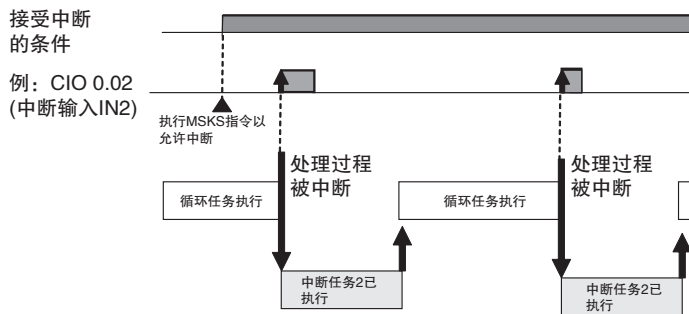 接受中断
的条件
例：CIO 0.02
(中断输入IN2)
执行MSKS指令以
允许中断
处理过程
被中断
处理过程
被中断
循环任务执行
循环任务执行
中断任务2已
执行
中断任务2已
执行